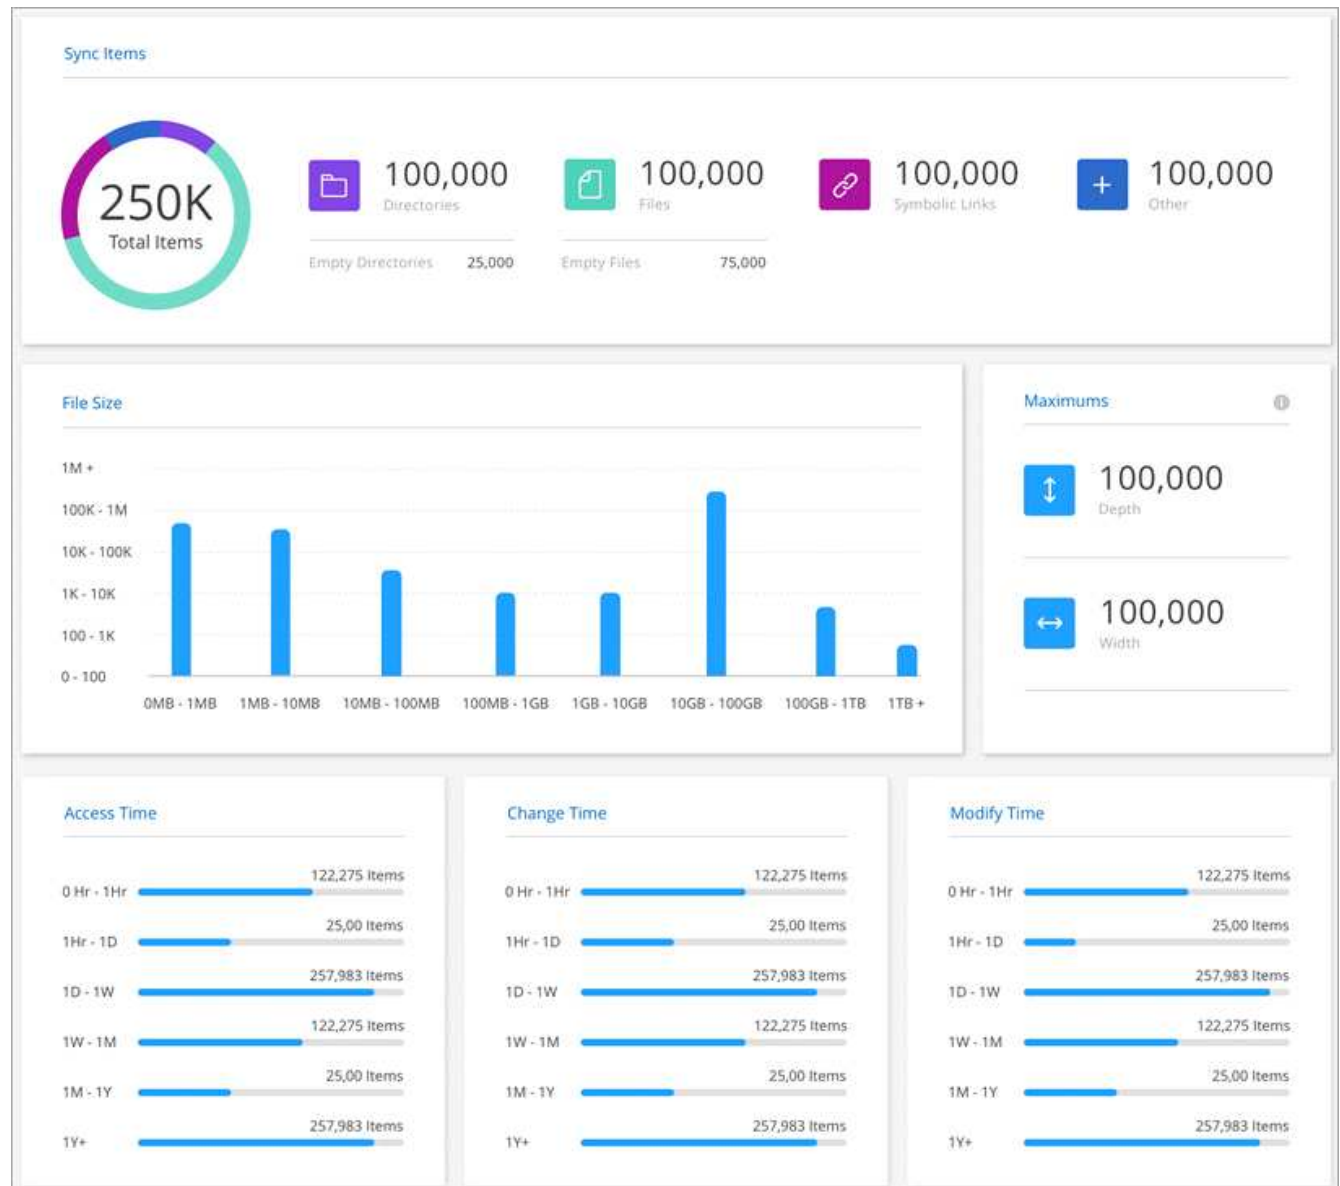 Sync Items
250K
Total Items
100,000
Directories
Empty Directories 25,000
100,000
Files
Empty Files 75,000
100,000
Symbolic Links
100,000
Other
File Size
1M +
100K - 1M
10K - 100K
1K - 10K
100 - 1K
0 - 100
0MB - 1MB 1MB - 10MB 10MB - 100MB 100MB - 1GB 1GB - 10GB 10GB - 100GB 100GB - 1TB 1TB +
Maximums
100,000
Depth
100,000
Width
Access Time
122,275 Items
0 Hr - 1Hr
25,00 Items
1Hr - 1D
257,983 Items
1D - 1W
122,275 Items
1W - 1M
25,00 Items
1M - 1Y
257,983 Items
1Y+
Change Time
122,275 Items
0 Hr - 1Hr
25,00 Items
1Hr - 1D
257,983 Items
1D - 1W
122,275 Items
1W - 1M
25,00 Items
1M - 1Y
257,983 Items
1Y+
Modify Time
122,275 Items
0 Hr - 1Hr
25,00 Items
1Hr - 1D
257,983 Items
1D - 1W
122,275 Items
1W - 1M
25,00 Items
1M - 1Y
257,983 Items
1Y+